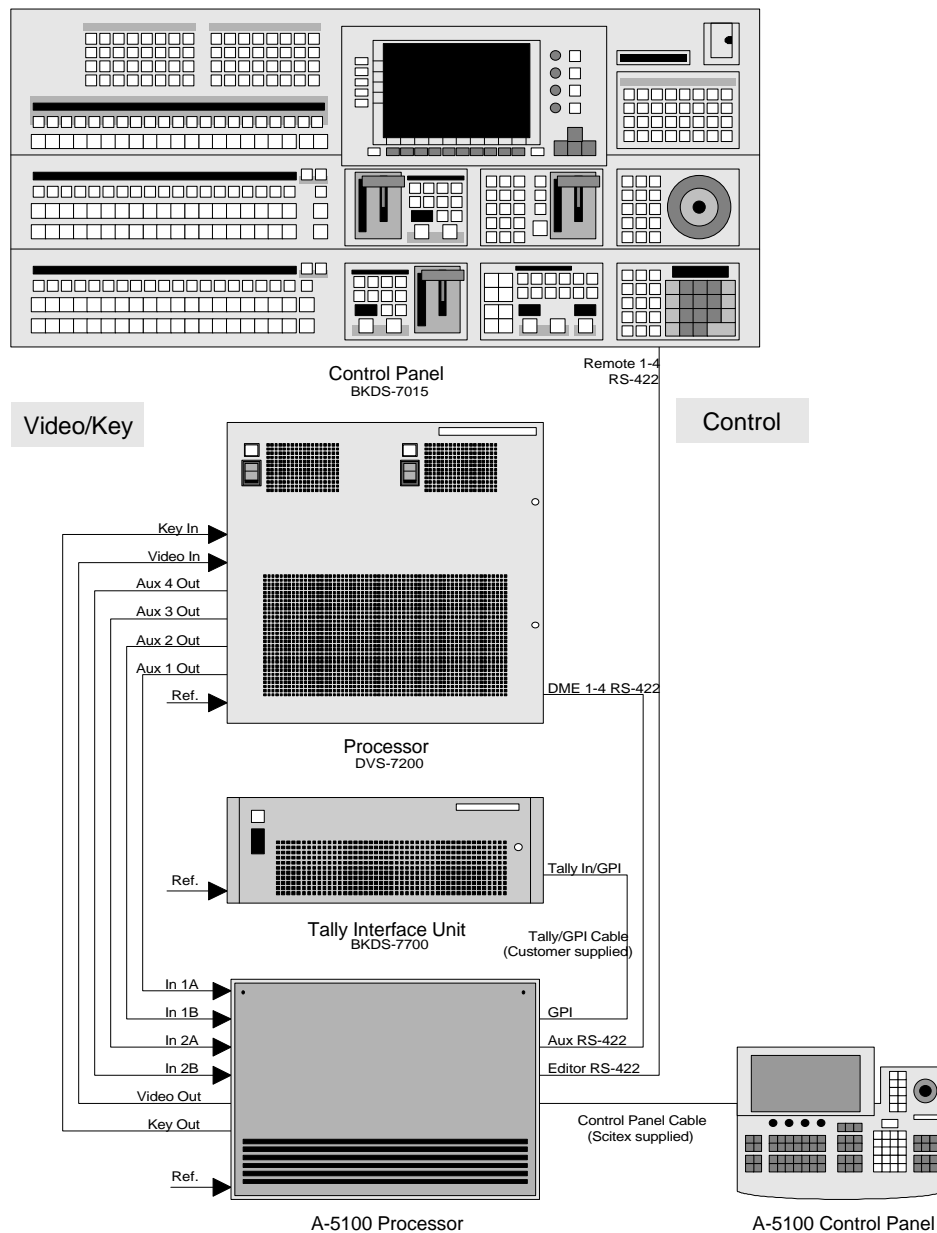 Control Panel
BKDS-7015
Remote 1-4
RS-422
Video/Key
Control
Key In
Video In
Aux 4 Out
Aux 3 Out
Aux 2 Out
Aux 1 Out
Ref.
DME 1-4 RS-422
Processor
DVS-7200
Ref.
Tally In/GPI
Tally Interface Unit
BKDS-7700
Tally/GPI Cable
(Customer supplied)
In 1A
In 1B
In 2A
In 2B
Video Out
Key Out
Ref.
GPI
Aux RS-422
Editor RS-422
Control Panel Cable
(Scitex supplied)
A-5100 Processor
A-5100 Control Panel